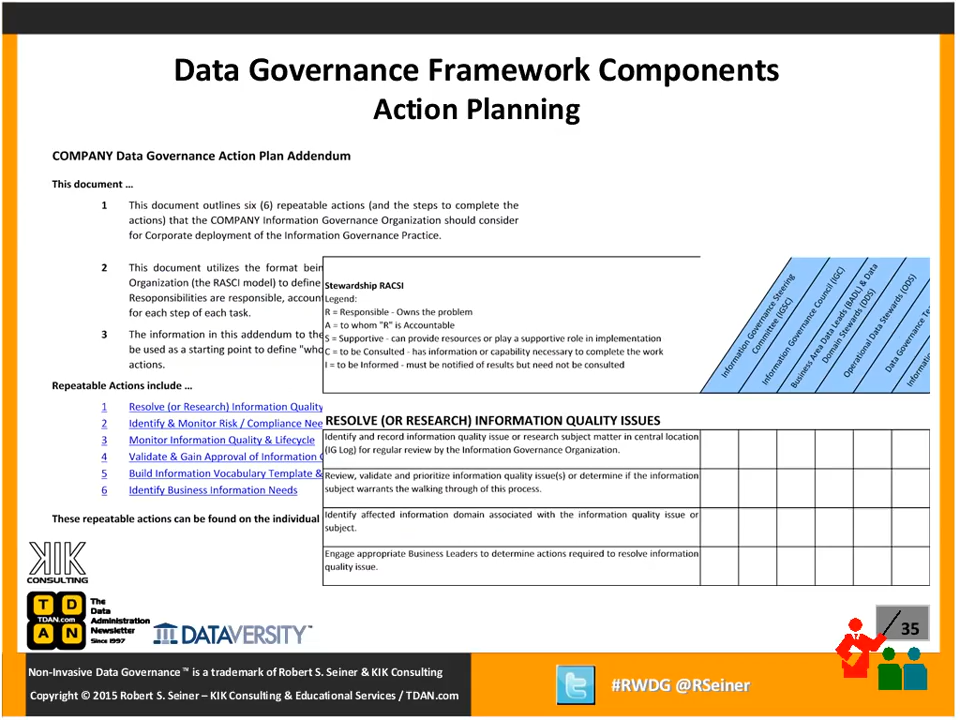 Data Governance Framework Components
Action Planning
COMPANY Data Governance Action Plan Addendum
This document ...
1 This document outlines six (6) repeatable actions (and the steps to complete the
actions) that the COMPANY Information Governance Organization should consider
for Corporate deployment of the Information Governance Practice.
2 This document utilizes the format
Organization (the RASCI model) to define
Resoponsibilities are responsible,
for each step of each task.
3 The information in this addendum to the
be used as a starting point to define
actions.
Repeatable Actions include ...
1 Resolve (or Research) Information Quality
2 Identify & Monitor Risk / Compliance
3 Monitor Information Quality & Lifecycle
4 Validate & Gain Approval of Information
5 Build Information Vocabulary Template &
6 Identify Business Information Needs
These repeatable actions can be found on the individual
Stewardship RACSI
Legend:
R = Responsible - Owns the problem
A = to whom "R" is Accountable
S = Supportive - can provide resources or play a supportive role in implementation
C = to be Consulted - has information or capability necessary to complete the work
I = to be Informed - must be notified of results but need not be consulted
Information Governance Steering
Committee (IGSC)
Information Governance Council (IGC)
Business Area Data Leads (BADL) & Data
Domain Stewards (DDS)
Operational Data Stewards (ODS)
Data Governance
RESOLVE (OR RESEARCH) INFORMATION QUALITY ISSUES
Identify and record information quality issue or research subject matter in central location
(IG Log) for regular review by the Information Governance Organization.
Review, validate and prioritize information quality issue(s) or determine if the information
subject warrants the walking through of this process.
Identify affected information domain associated with the information quality issue or
subject.
Engage appropriate Business Leaders to determine actions required to resolve information
quality issue.
KIK
CONSULTING
T D
TDAN.com
A N
The
Data
Administration
Newsletter
Since 1997
DATAVERSITY™
35
Non-Invasive Data Governance™ is a trademark of Robert S. Seiner & KIK Consulting
Copyright © 2015 Robert S. Seiner – KIK Consulting & Educational Services / TDAN.com
#RWDG @RSeiner